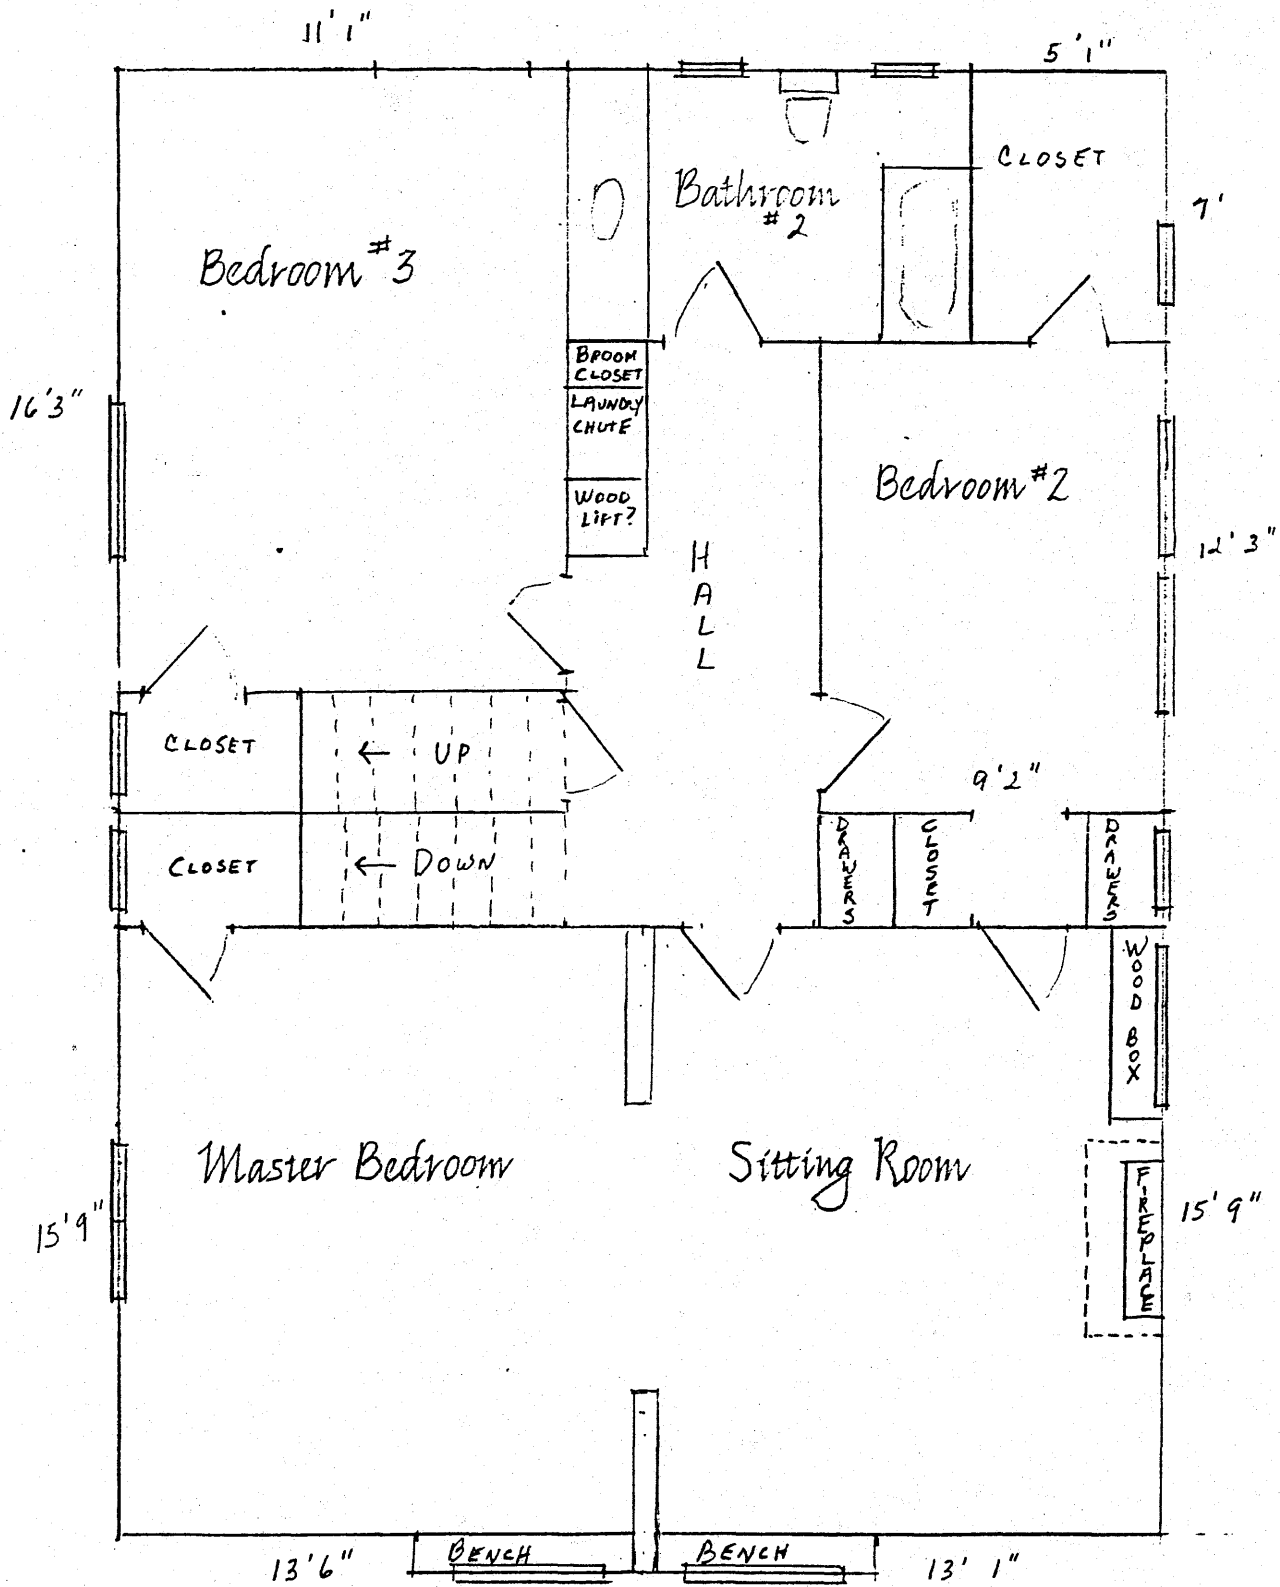 11'1"
5'1"
CLOSET
Bathroom
#2
7'
Bedroom #3
BROOM
CLOSET
LAUNDRY
CHUTE
16'3"
Bedroom #2
WOOD
LIFT?
HALL
12'3"
CLOSET
← UP
9'2"
CLOSET
← DOWN
DRAWERS
CLOSET
DRAWERS
WOOD BOX
Master Bedroom
Sitting Room
FIREPLACE
15'9"
15'9"
BENCH
BENCH
13'6"
13'1"